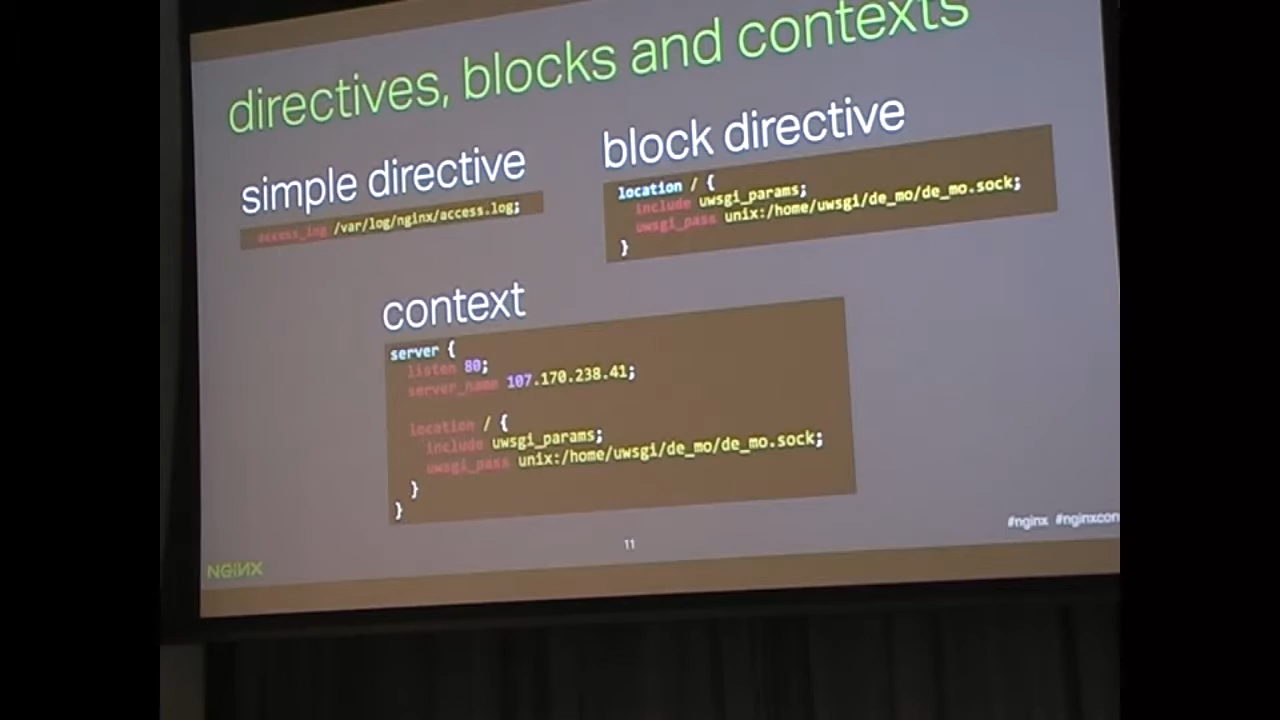 directives, blocks and contexts
simple directive
access_log /var/log/nginx/access.log;
block directive
location / {
include uwsgi_params;
uwsgi_pass unix:/home/uwsgi/de_mo/de_mo.sock;
}
context
server {
listen 80;
server_name 107.170.238.41;
location / {
include uwsgi_params;
uwsgi_pass unix:/home/uwsgi/de_mo/de_mo.sock;
}
}
#nginx #nginxcon
11
NGINX